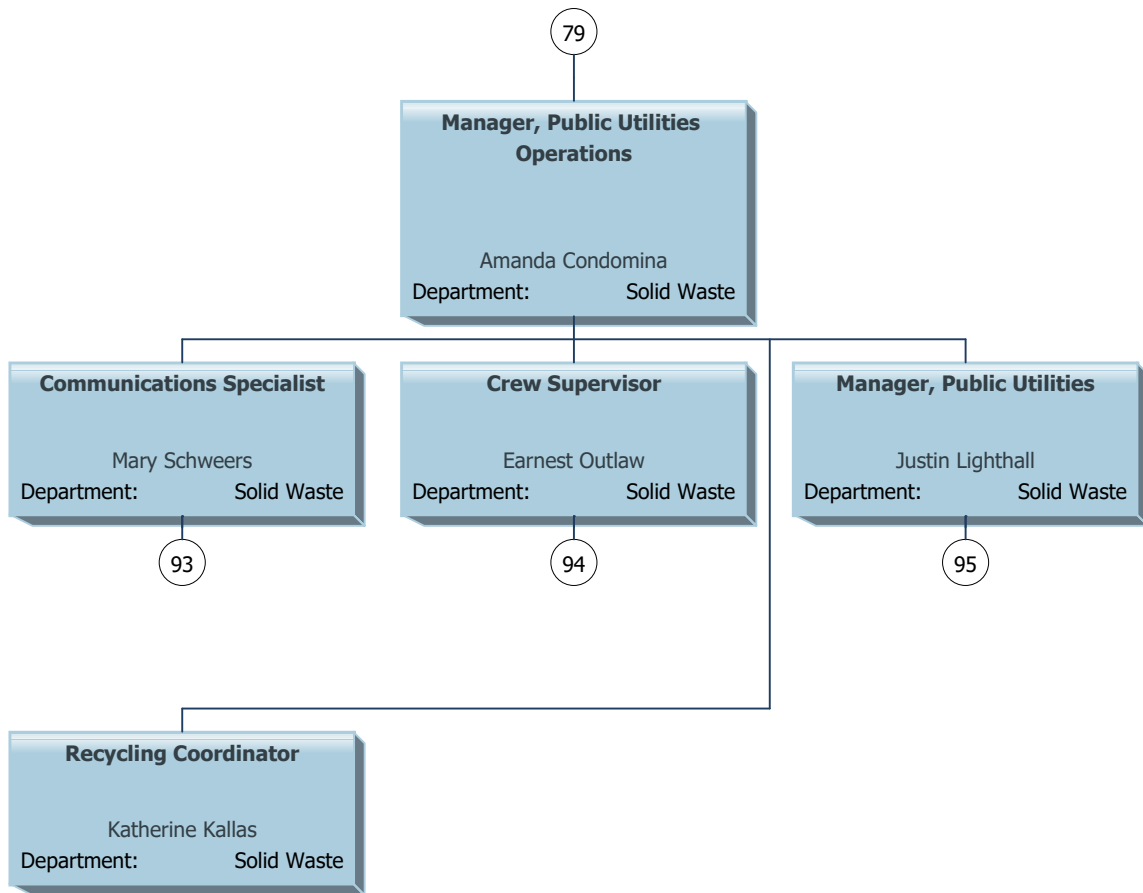 79
Manager, Public Utilities
Operations
Amanda Condomina
Department: Solid Waste
Communications Specialist
Mary Schweers
Department: Solid Waste
93
Crew Supervisor
Earnest Outlaw
Department: Solid Waste
94
Manager, Public Utilities
Justin Lighthall
Department: Solid Waste
95
Recycling Coordinator
Katherine Kallas
Department: Solid Waste